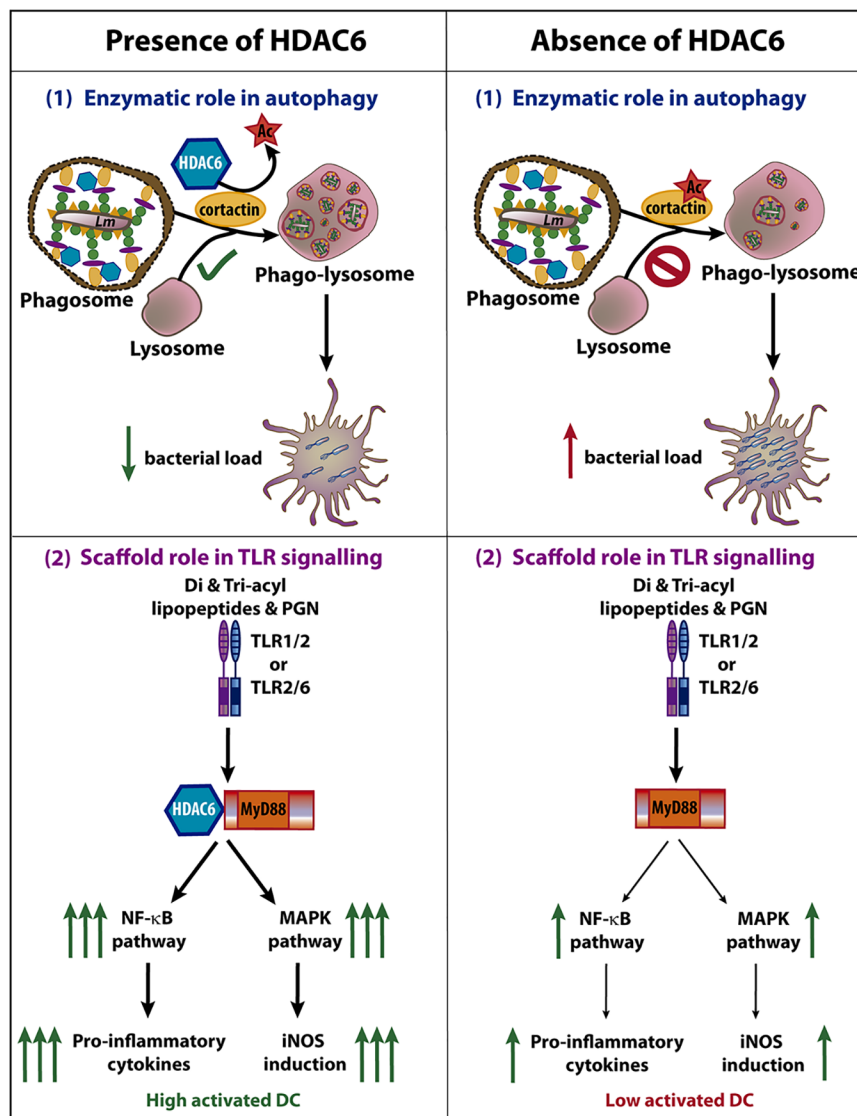 Presence of HDAC6
(1) Enzymatic role in autophagy
Ac
HDAC6
cortactin
Lm
Phagosome
Lysosome
Phago-lysosome
bacterial load
(2) Scaffold role in TLR signalling
Di & Tri-acyl
lipopeptides & PGN
TLR1/2
or
TLR2/6
HDAC6
MyD88
NF-κB
pathway
MAPK
pathway
Pro-inflammatory
cytokines
iNOS
induction
High activated DC
Absence of HDAC6
(1) Enzymatic role in autophagy
Ac
cortactin
Lm
Phagosome
Lysosome
Phago-lysosome
bacterial load
(2) Scaffold role in TLR signalling
Di & Tri-acyl
lipopeptides & PGN
TLR1/2
or
TLR2/6
MyD88
NF-κB
pathway
MAPK
pathway
Pro-inflammatory
cytokines
iNOS
induction
Low activated DC